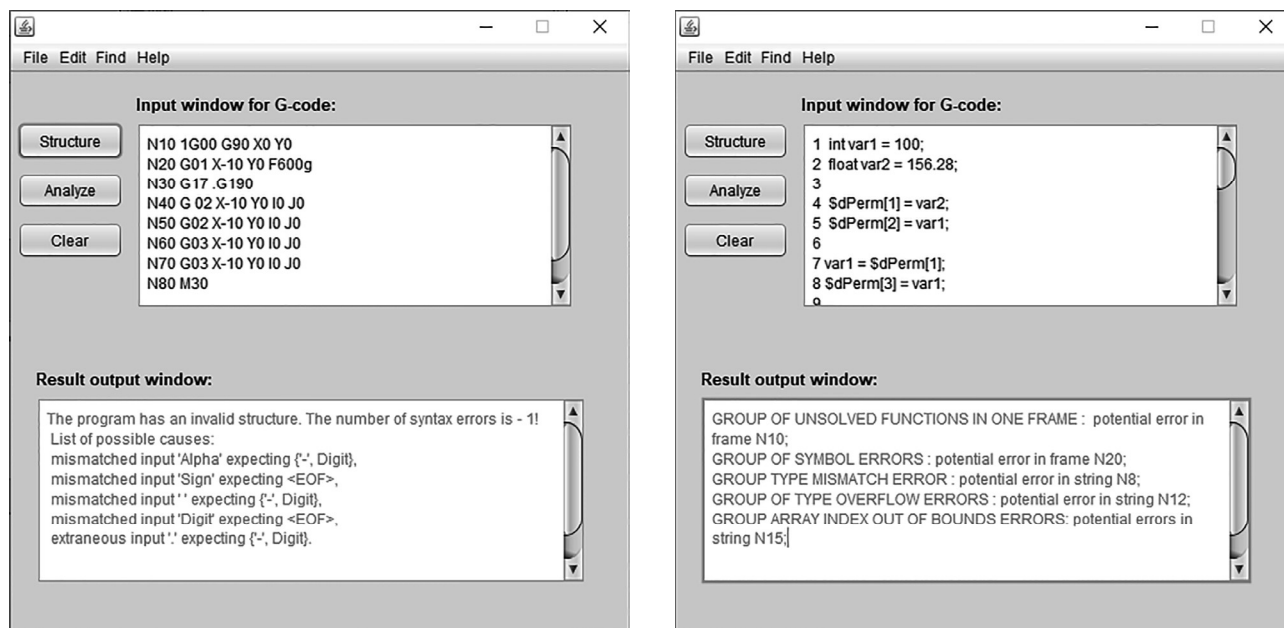 File Edit Find Help
Input window for G-code:
Structure
Analyze
Clear
N10 1G00 G90 X0 Y0
N20 G01 X-10 Y0 F600g
N30 G17 .G190
N40 G 02 X-10 Y0 I0 J0
N50 G02 X-10 Y0 I0 J0
N60 G03 X-10 Y0 I0 J0
N70 G03 X-10 Y0 I0 J0
N80 M30
Result output window:
The program has an invalid structure. The number of syntax errors is - 1!
List of possible causes:
mismatched input 'Alpha' expecting {'-', Digit},
mismatched input 'Sign' expecting <EOF>,
mismatched input ' ' expecting {'-', Digit},
mismatched input 'Digit' expecting <EOF>,
extraneous input '.' expecting {'-', Digit}.
File Edit Find Help
Input window for G-code:
Structure
Analyze
Clear
1 int var1 = 100;
2 float var2 = 156.28;
3
4 $dPerm[1] = var2;
5 $dPerm[2] = var1;
6
7 var1 = $dPerm[1];
8 $dPerm[3] = var1;
9
Result output window:
GROUP OF UNSOLVED FUNCTIONS IN ONE FRAME : potential error in
frame N10;
GROUP OF SYMBOL ERRORS : potential error in frame N20;
GROUP TYPE MISMATCH ERROR : potential error in string N8;
GROUP OF TYPE OVERFLOW ERRORS : potential error in string N12;
GROUP ARRAY INDEX OUT OF BOUNDS ERRORS: potential errors in
string N15;